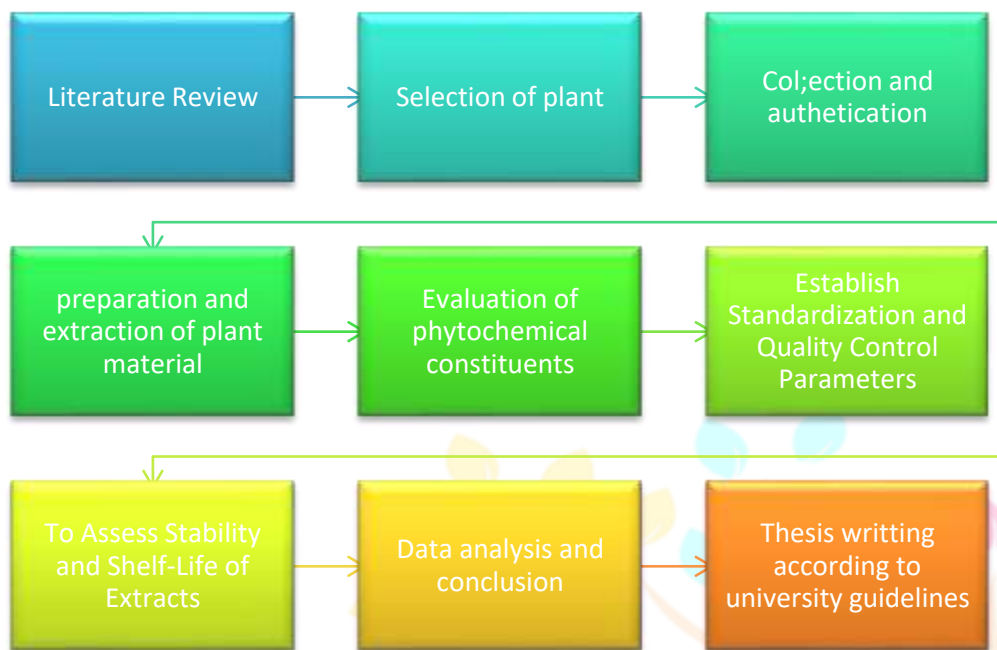 Literature Review
Selection of plant
Col;ection and
authetication
preparation and
extraction of plant
material
Evaluation of
phytochemical
constituents
Establish
Standardization and
Quality Control
Parameters
To Assess Stability
and Shelf-Life of
Extracts
Data analysis and
conclusion
Thesis writting
according to
university guidelines